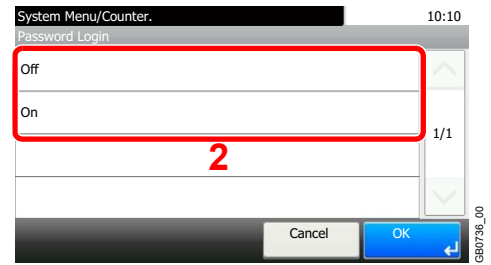 System Menu/Counter. 10:10
Password Login
Off
On
1/1
2
Cancel OK
GB0736_00